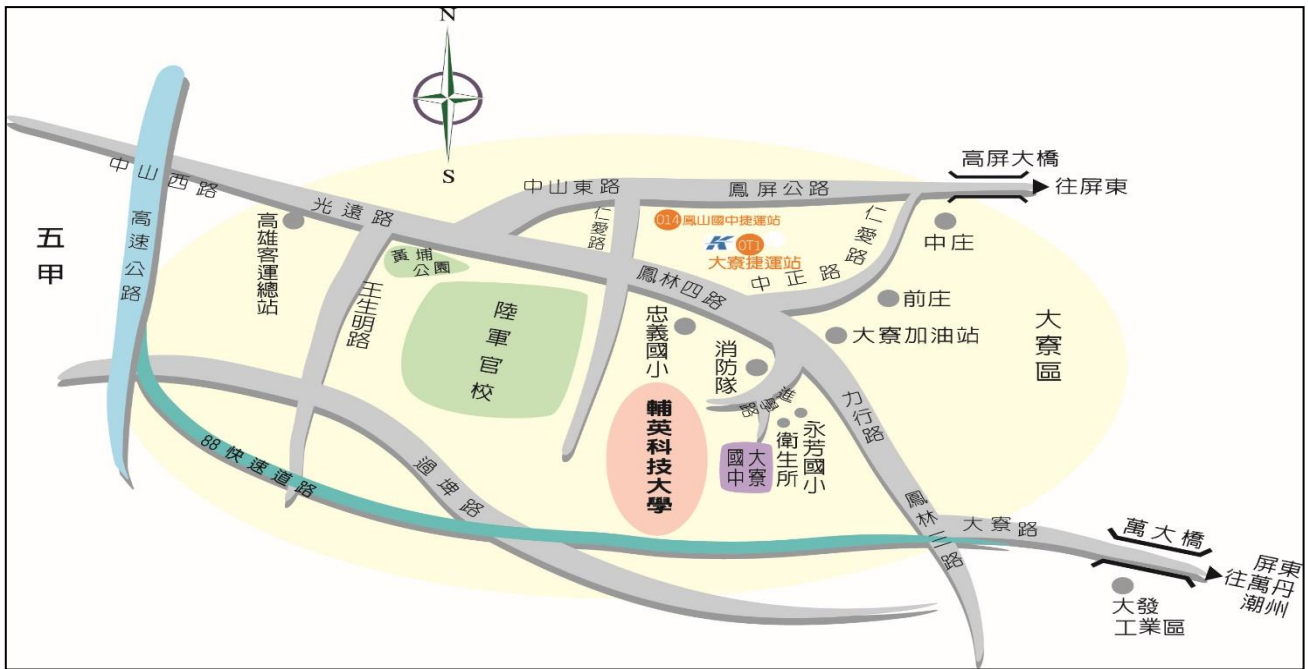 N
S
中山西路
高速公路
五甲
高雄客運總站
光遠路
王生明路
黃埔
公園
陸軍官校
中山東路
仁愛路
鳳屏公路
高屏大橋
往屏東
O14 鳳山國中捷運站
K OT1
大寮捷運站
仁愛路
中正路
中庄
前庄
鳳林四路
大寮加油站
大寮區
忠義國小
消防隊
進學路
輔英科技大學
大寮
國中
衛生所
永芳國小
力行路
88快速道路
過埤路
鳳林三路
大寮路
萬大橋
屏東
往萬丹
潮州
大發
工業區